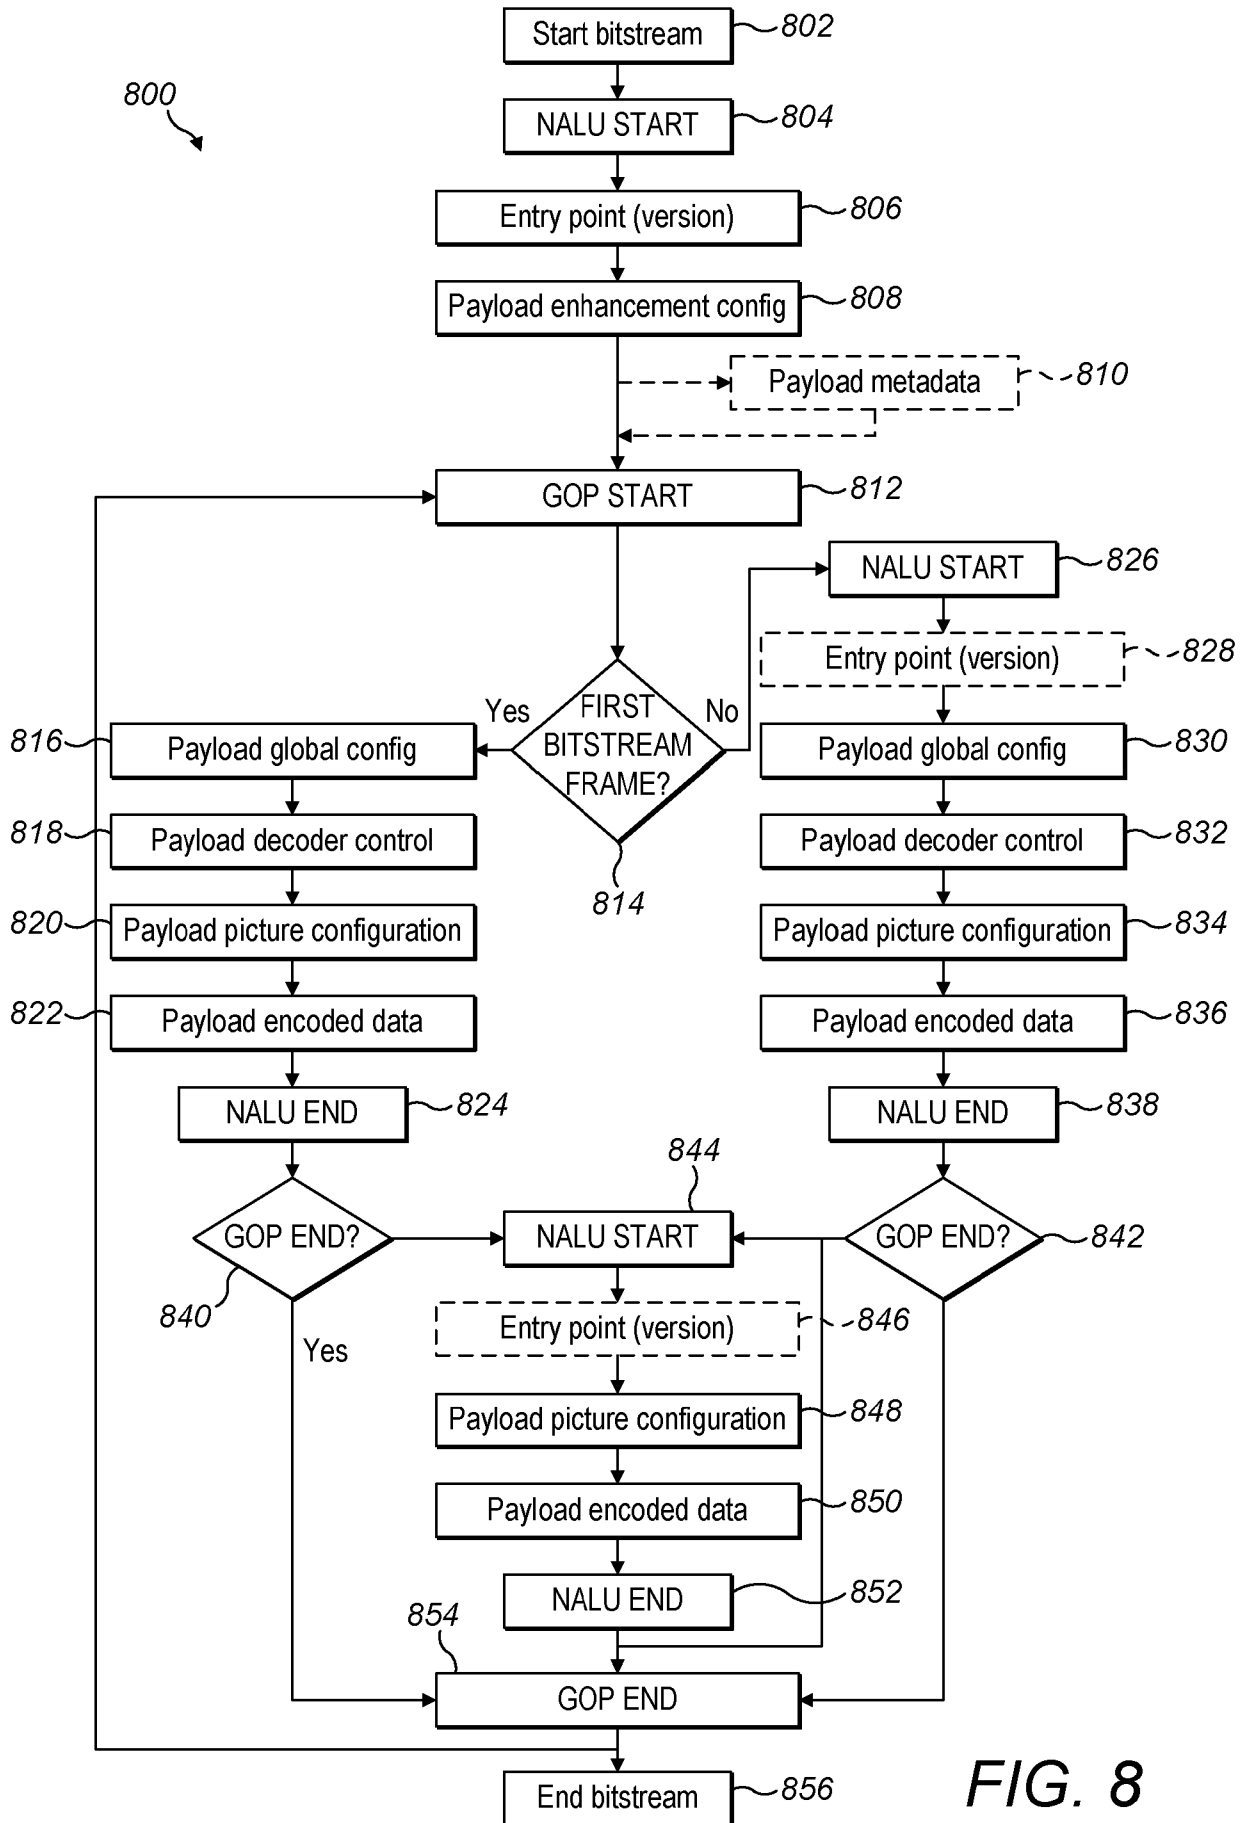 Start bitstream
802
800
NALU START
804
Entry point (version)
806
Payload enhancement config
808
Payload metadata
810
GOP START
812
NALU START
826
Entry point (version)
828
Yes
FIRST
BITSTREAM
FRAME?
No
814
816
Payload global config
818
Payload decoder control
820
Payload picture configuration
822
Payload encoded data
NALU END
824
Payload global config
830
Payload decoder control
832
Payload picture configuration
834
Payload encoded data
836
NALU END
838
GOP END?
840
Yes
844
NALU START
GOP END?
842
Entry point (version)
846
Payload picture configuration
848
Payload encoded data
850
NALU END
852
854
GOP END
End bitstream
856
FIG. 8